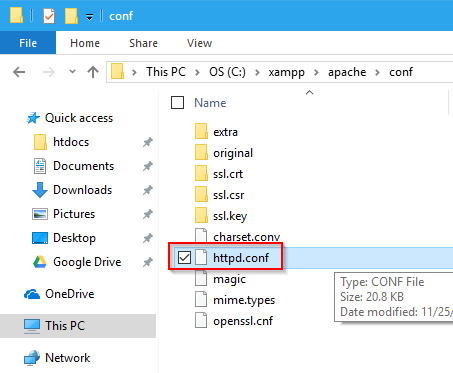 conf
File Home Share View
This PC > OS (C:) > xampp > apache > conf
Name
Quick access
htdocs
Documents
Downloads
Pictures
Desktop
Google Drive
OneDrive
This PC
Network
extra
original
ssl.crt
ssl.csr
ssl.key
charset.conv
httpd.conf
magic
mime.types
openssl.cnf
Type: CONF File
Size: 20.8 KB
Date modified: 11/25/